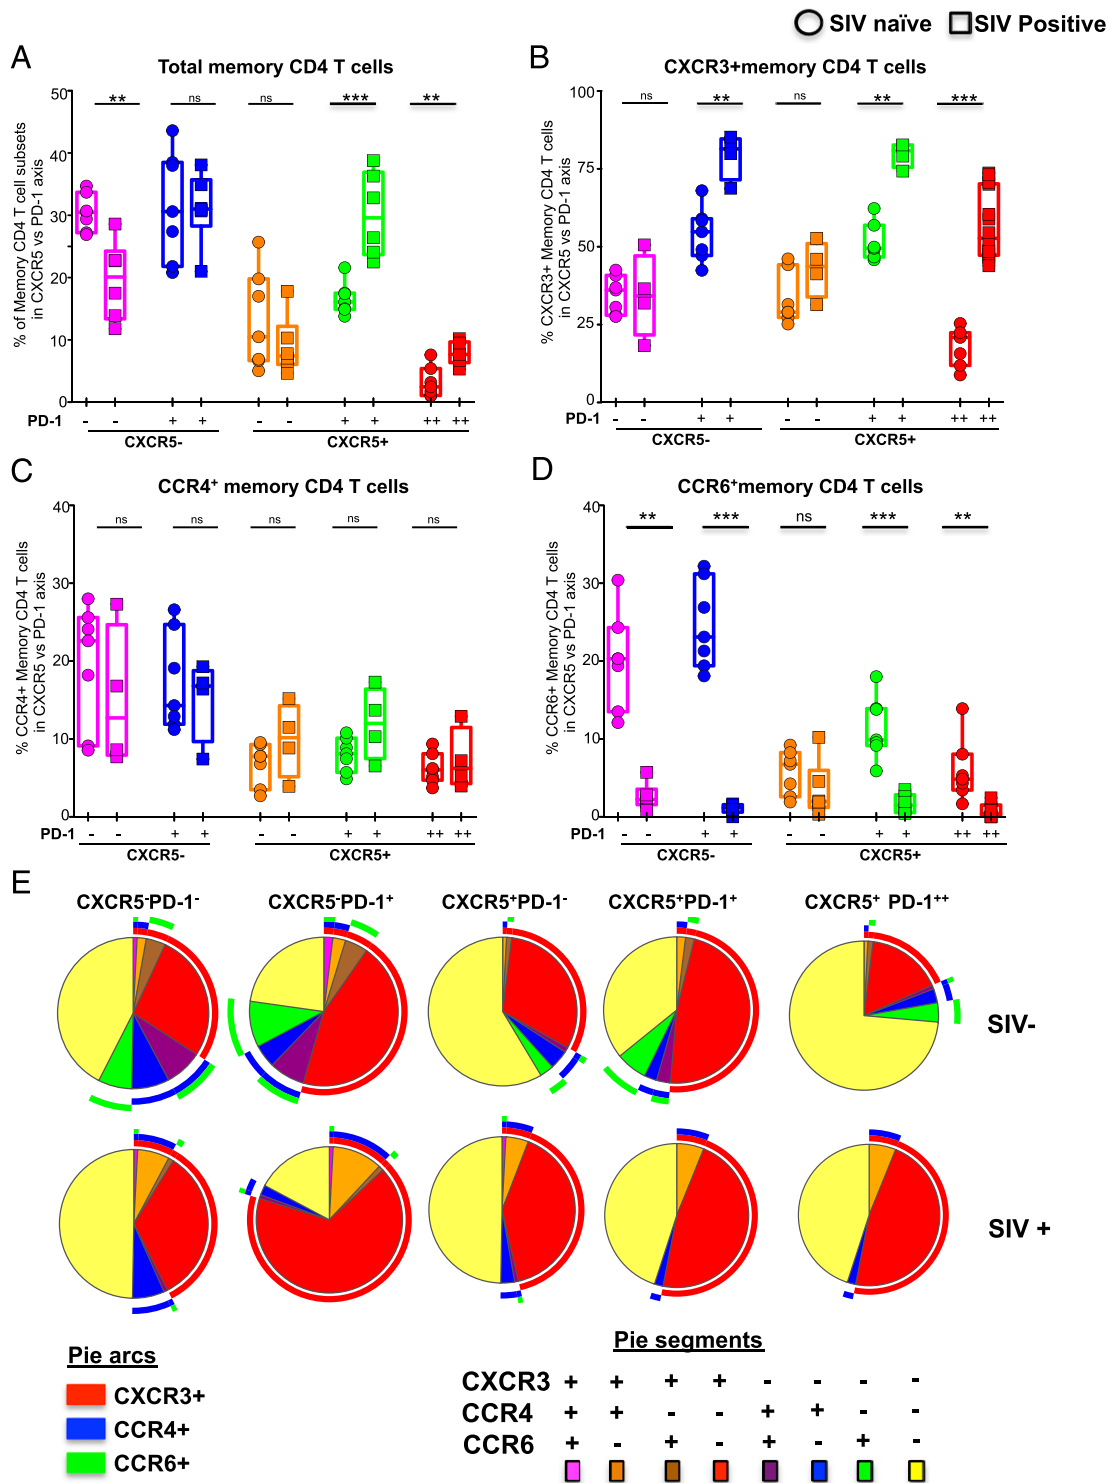 SIV naïve SIV Positive
A
Total memory CD4 T cells
% of Memory CD4 T cell subsets
in CXCR5 vs PD-1 axis
50
40
30
20
10
0
** ns ns *** **
PD-1 - - + + - - + + ++ ++
CXCR5- CXCR5+
B
CXCR3+memory CD4 T cells
% CXCR3+ Memory CD4 T cells
in CXCR5 vs PD-1 axis
100
75
50
25
0
ns ** ns ** ***
- - + + - - + + ++ ++
CXCR5- CXCR5+
C
CCR4+ memory CD4 T cells
% CCR4+ Memory CD4 T cells
in CXCR5 vs PD-1 axis
40
30
20
10
0
ns ns ns ns ns
PD-1 - - + + - - + + ++ ++
CXCR5- CXCR5+
D
CCR6+memory CD4 T cells
% CCR6+ Memory CD4 T cells
in CXCR5 vs PD-1 axis
40
30
20
10
0
** *** ns *** **
PD-1 - - + + - - + + ++ ++
CXCR5- CXCR5+
E
CXCR5-PD-1- CXCR5-PD-1+ CXCR5+PD-1- CXCR5+PD-1+ CXCR5+ PD-1++
SIV-
SIV +
Pie arcs
CXCR3+
CCR4+
CCR6+
Pie segments
CXCR3 + + + + - - - -
CCR4 + + - - + + - -
CCR6 + - + - + - + -